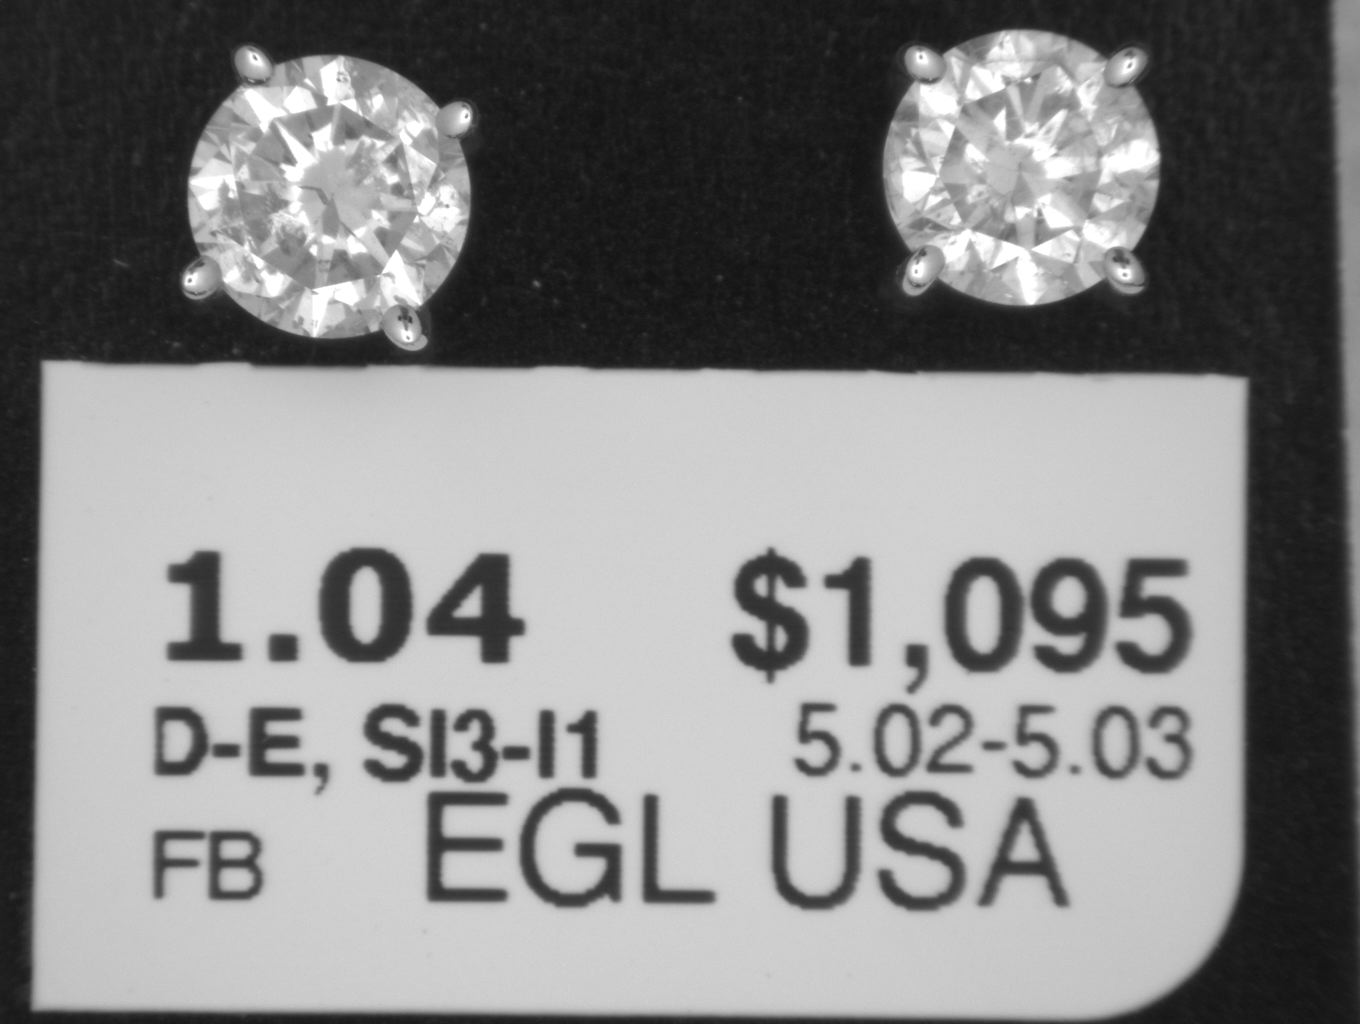 1.04 $1,095
D-E, SI3-I1 5.02-5.03
FB EGL USA